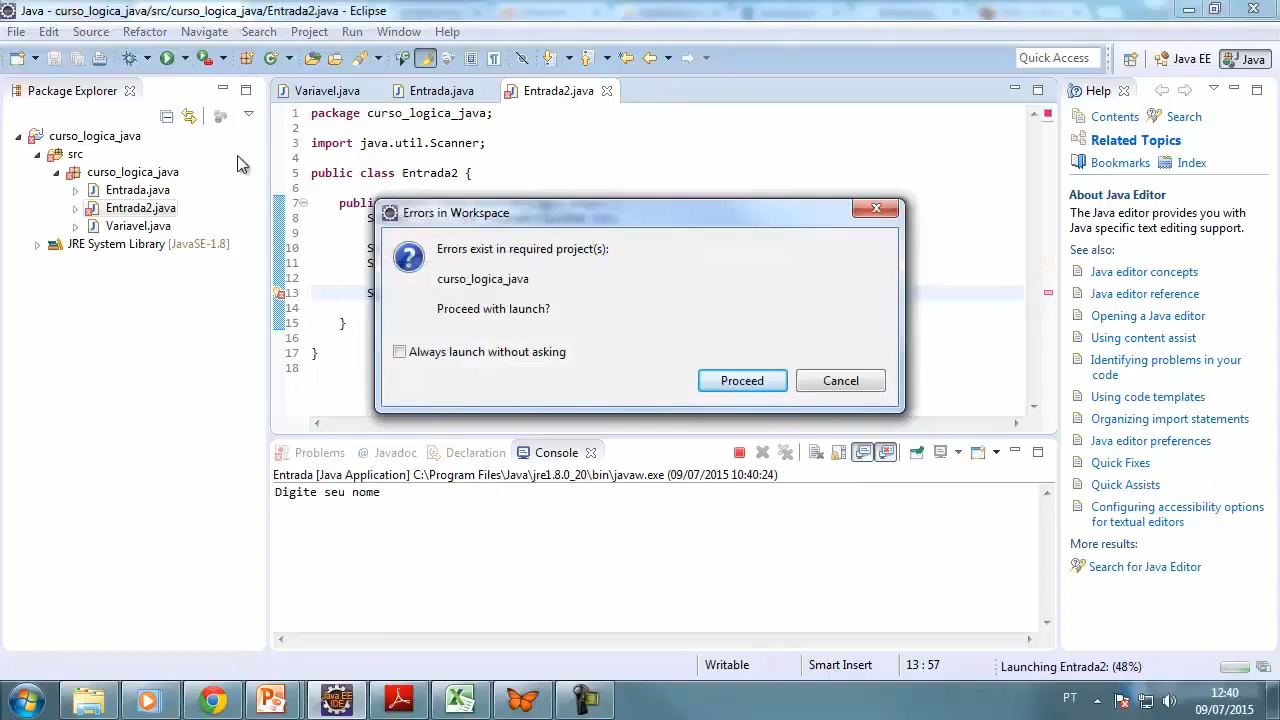 Java - curso_logica_java/src/curso_logica_java/Entrada2.java - Eclipse
File Edit Source Refactor Navigate Search Project Run Window Help
Quick Access Java EE Java
Package Explorer
curso_logica_java
src
curso_logica_java
Entrada.java
Entrada2.java
Variavel.java
JRE System Library [JavaSE-1.8]
Variavel.java Entrada.java Entrada2.java
1 package curso_logica_java;
2
3 import java.util.Scanner;
4
5 public class Entrada2 {
6
7 publ
8 S
9
10 S
11 S
12
13 S
14
15 }
16
17 }
18
Errors in Workspace
Errors exist in required project(s):
curso_logica_java
Proceed with launch?
Always launch without asking
Proceed Cancel
Problems @ Javadoc Declaration Console
Entrada [Java Application] C:\Program Files\Java\jre1.8.0_20\bin\javaw.exe (09/07/2015 10:40:24)
Digite seu nome
Help
Contents Search
Related Topics
Bookmarks Index
About Java Editor
The Java editor provides you with
Java specific text editing support.
See also:
Java editor concepts
Java editor reference
Opening a Java editor
Using content assist
Identifying problems in your
code
Using code templates
Organizing import statements
Java editor preferences
Quick Fixes
Quick Assists
Configuring accessibility options
for textual editors
More results:
Search for Java Editor
Writable Smart Insert 13 : 57 Launching Entrada2: (48%)
Java EE
IDE
PT
12:40
09/07/2015